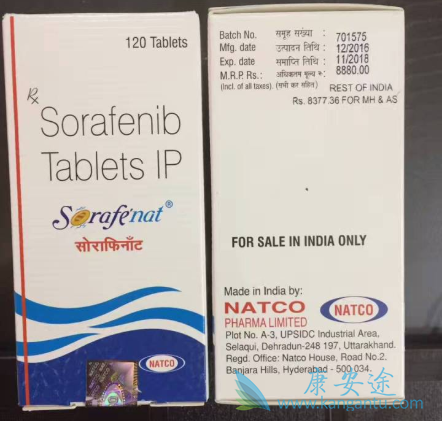 120 Tablets
Rx
Sorafenib
Tablets IP
Sorafenat®
सोराफिनॉट
NATCO
Batch No. समूह संख्या : 701575
Mfg. date उत्पादन तिथि : 12/2016
Exp. date समाप्ति तिथि : 11/2018
M.R.P. Rs.: अधिकतम मूल्य रु: 8880.00
(Incl. of all taxes) (सभी कर सहित) REST OF INDIA
Rs. 8377.36 FOR MH & AS
FOR SALE IN INDIA ONLY
Made in India by:
NATCO
PHARMA LIMITED
NATCO
Plot No. A-3, UPSIDC Industrial Area,
Selaqui, Dehradun-248 197, Uttarakhand.
Regd. Office: Natco House, Road No.2.
Banjara Hills, Hyderabad - 500 034.
康安途
www.kangantu.com